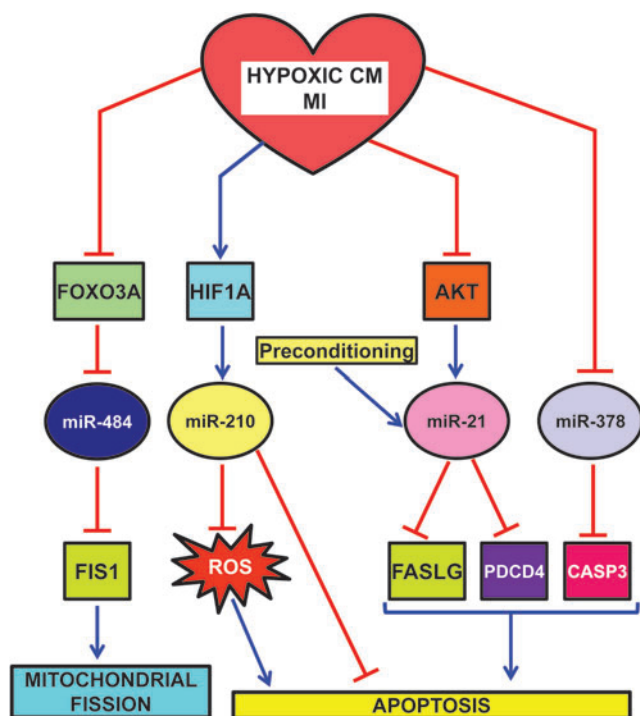 HYPOXIC CM
MI
FOXO3A
HIF1A
AKT
Preconditioning
miR-484
miR-210
miR-21
miR-378
FIS1
ROS
FASLG
PDCD4
CASP3
MITOCHONDRIAL
FISSION
APOPTOSIS